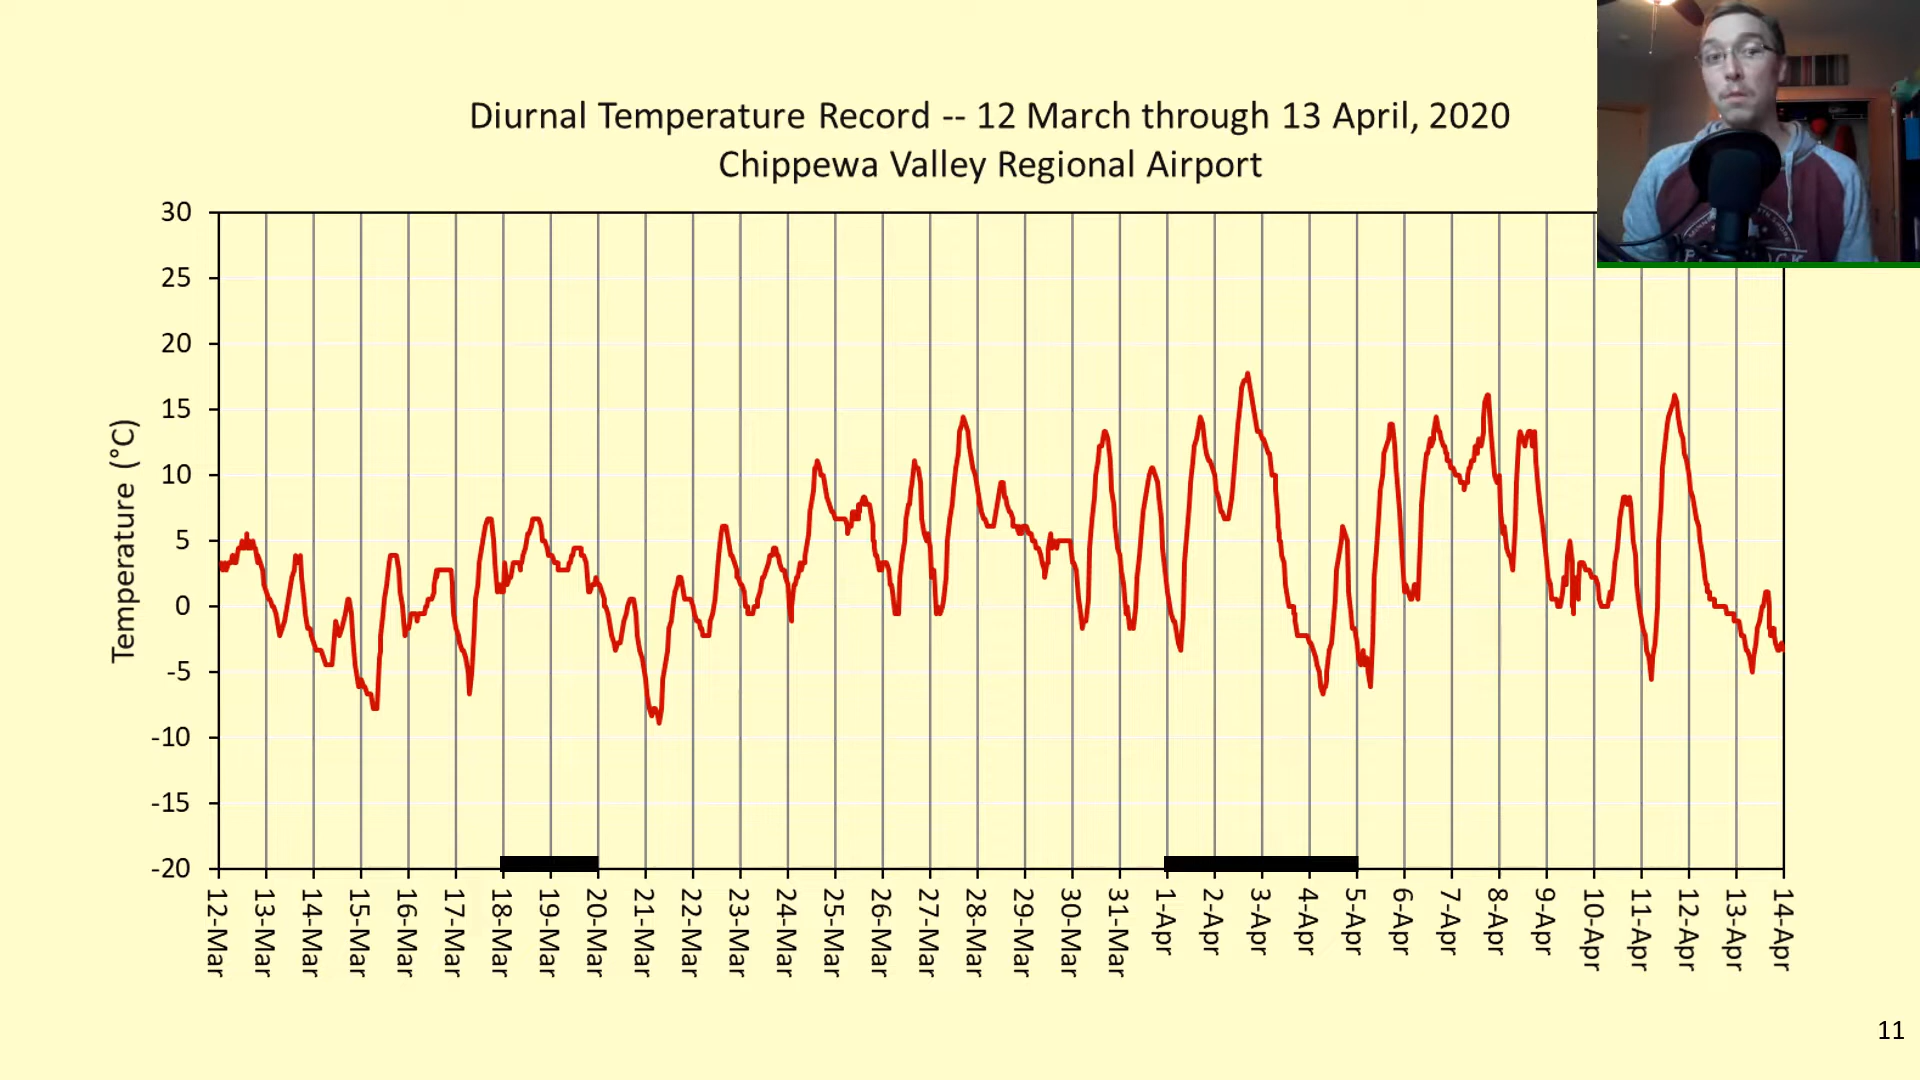 Diurnal Temperature Record -- 12 March through 13 April, 2020
Chippewa Valley Regional Airport
Temperature (°C)
30
25
20
15
10
5
0
-5
-10
-15
-20
12-Mar
13-Mar
14-Mar
15-Mar
16-Mar
17-Mar
18-Mar
19-Mar
20-Mar
21-Mar
22-Mar
23-Mar
24-Mar
25-Mar
26-Mar
27-Mar
28-Mar
29-Mar
30-Mar
31-Mar
1-Apr
2-Apr
3-Apr
4-Apr
5-Apr
6-Apr
7-Apr
8-Apr
9-Apr
10-Apr
11-Apr
12-Apr
13-Apr
14-Apr
11